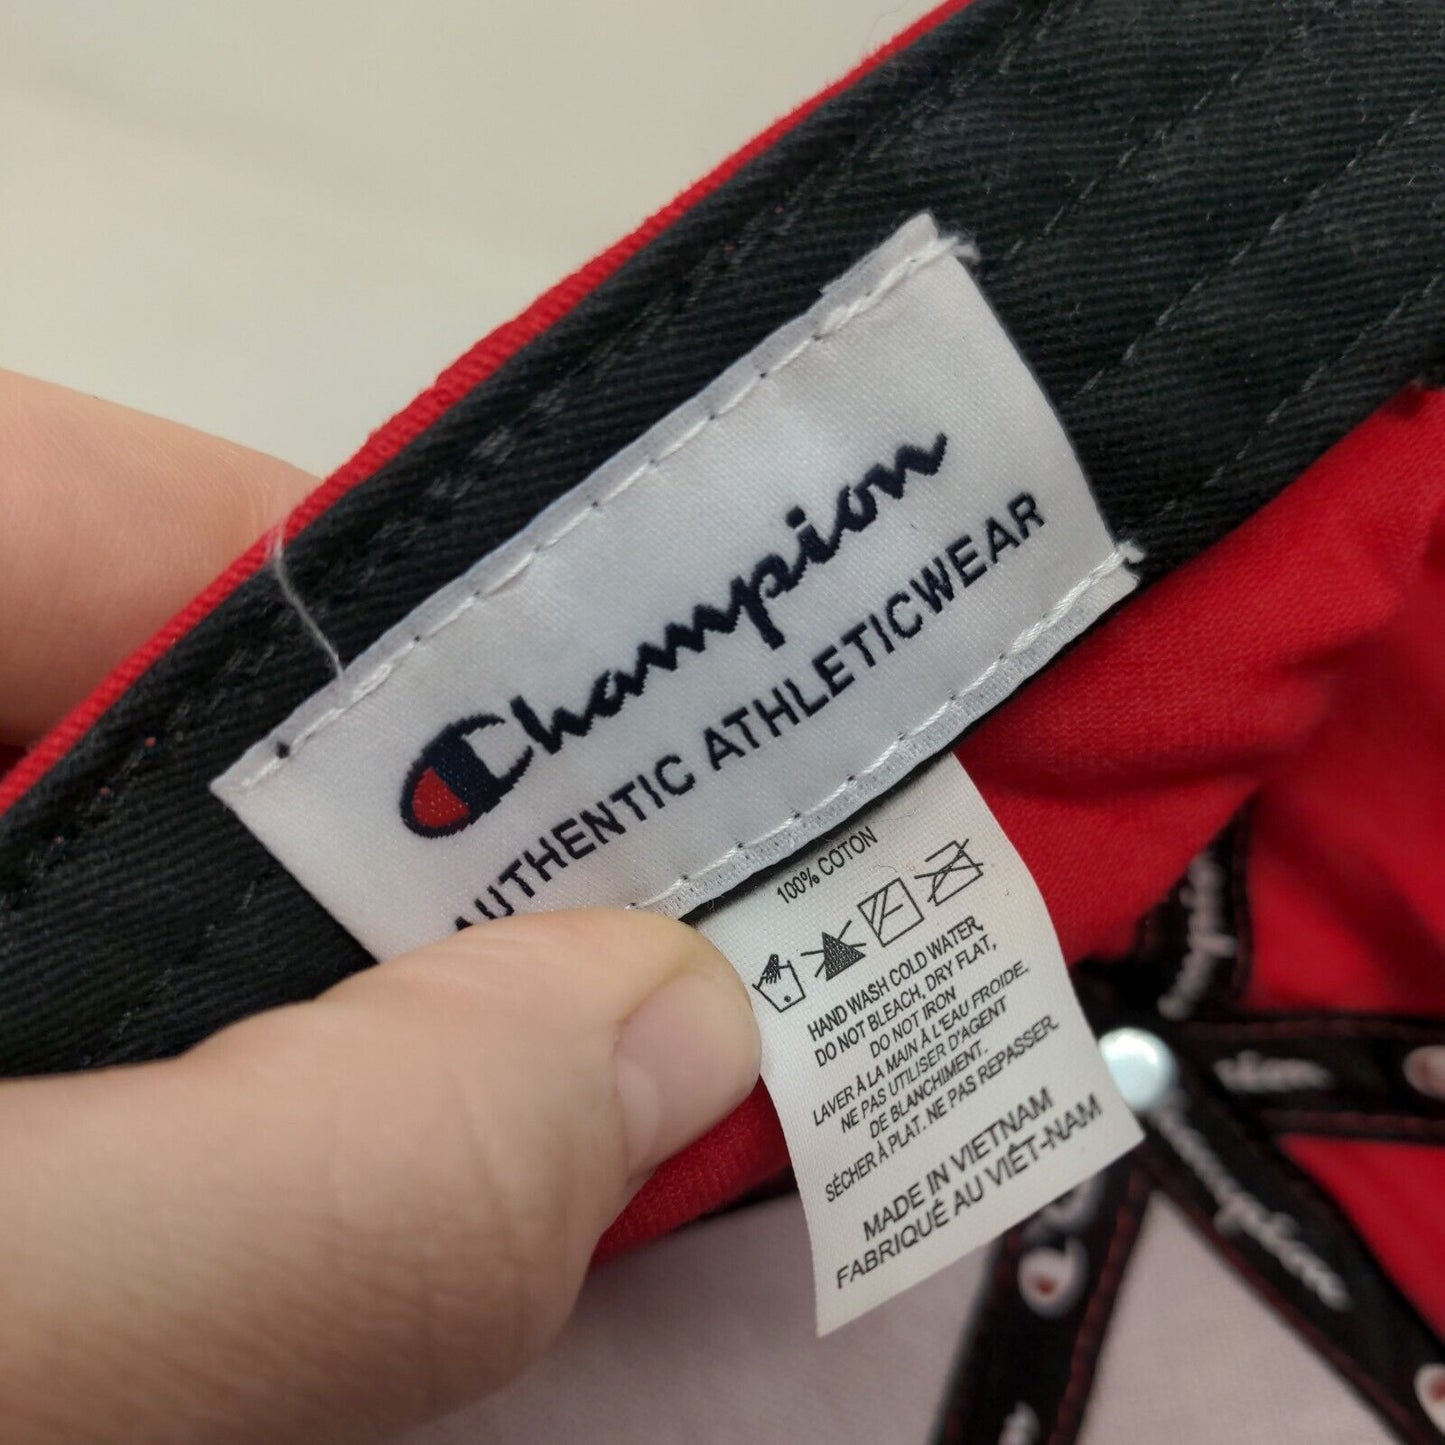 Champion
AUTHENTIC ATHLETICWEAR
100% COTON
HAND WASH COLD WATER,
DO NOT BLEACH, DRY FLAT,
DO NOT IRON
LAVER À LA MAIN À L'EAU FROIDE.
NE PAS UTILISER D'AGENT
DE BLANCHIMENT.
SÉCHER À PLAT. NE PAS REPASSER.
MADE IN VIETNAM
FABRIQUÉ AU VIÊT-NAM
Champion